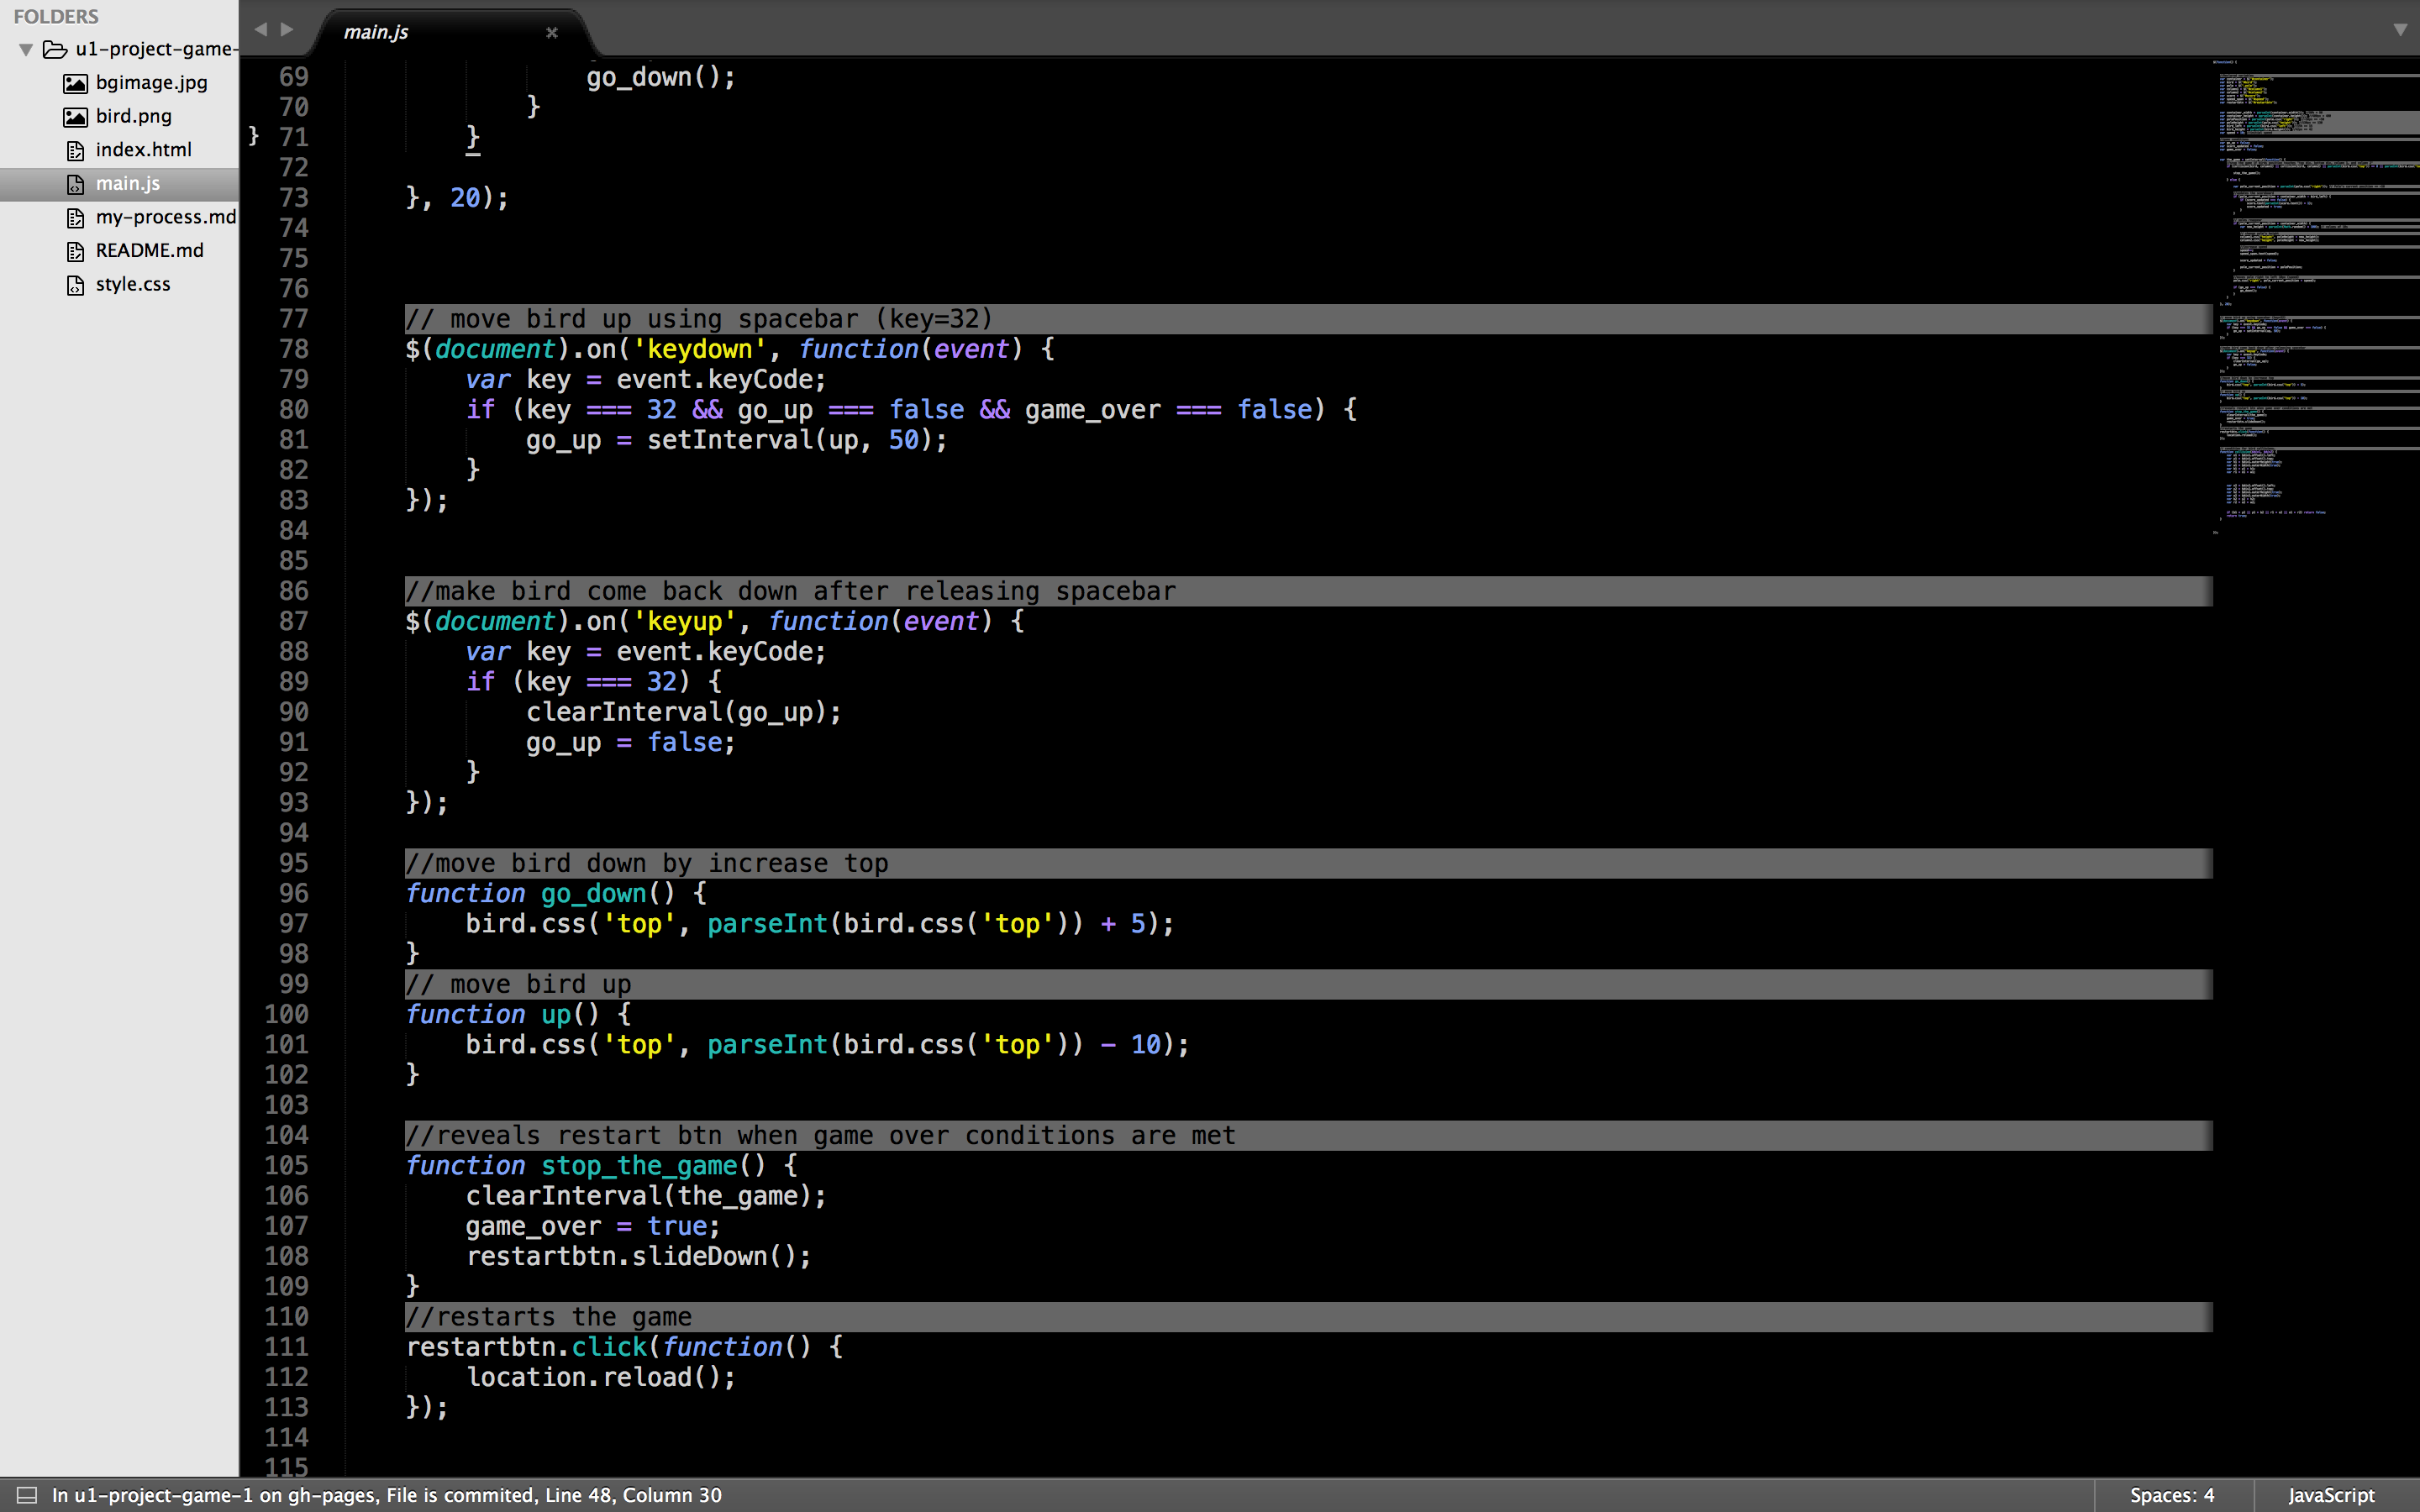 FOLDERS
u1-project-game-
bgimage.jpg
bird.png
index.html
main.js
my-process.md
README.md
style.css
main.js
69 go_down();
70 }
} 71 }
72
73 }, 20);
74
75
76
77 // move bird up using spacebar (key=32)
78 $(document).on('keydown', function(event) {
79 var key = event.keyCode;
80 if (key === 32 && go_up === false && game_over === false) {
81 go_up = setInterval(up, 50);
82 }
83 });
84
85
86 //make bird come back down after releasing spacebar
87 $(document).on('keyup', function(event) {
88 var key = event.keyCode;
89 if (key === 32) {
90 clearInterval(go_up);
91 go_up = false;
92 }
93 });
94
95 //move bird down by increase top
96 function go_down() {
97 bird.css('top', parseInt(bird.css('top')) + 5);
98 }
99 // move bird up
100 function up() {
101 bird.css('top', parseInt(bird.css('top')) - 10);
102 }
103
104 //reveals restart btn when game over conditions are met
105 function stop_the_game() {
106 clearInterval(the_game);
107 game_over = true;
108 restartbtn.slideDown();
109 }
110 //restarts the game
111 restartbtn.click(function() {
112 location.reload();
113 });
114
115
In u1-project-game-1 on gh-pages, File is commited, Line 48, Column 30
Spaces: 4
JavaScript